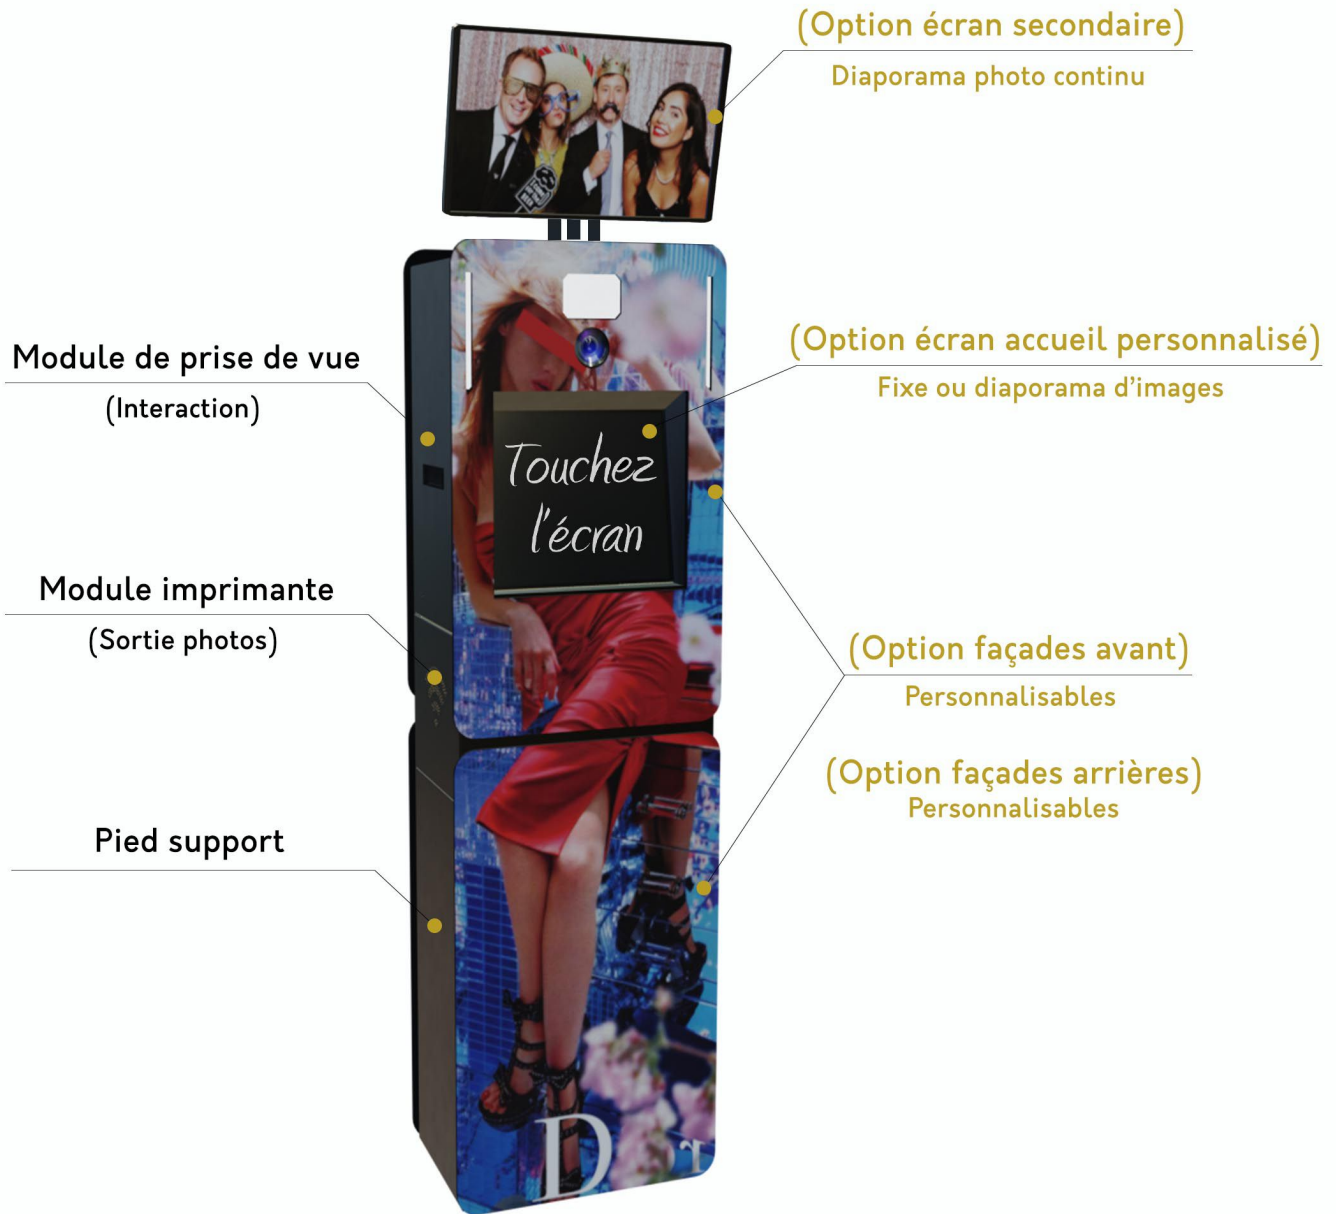 (Option écran secondaire)
Diaporama photo continu
Module de prise de vue
(Interaction)
(Option écran accueil personnalisé)
Fixe ou diaporama d'images
Touchez
l'écran
Module imprimante
(Sortie photos)
(Option façades avant)
Personnalisables
(Option façades arrières)
Personnalisables
Pied support
D